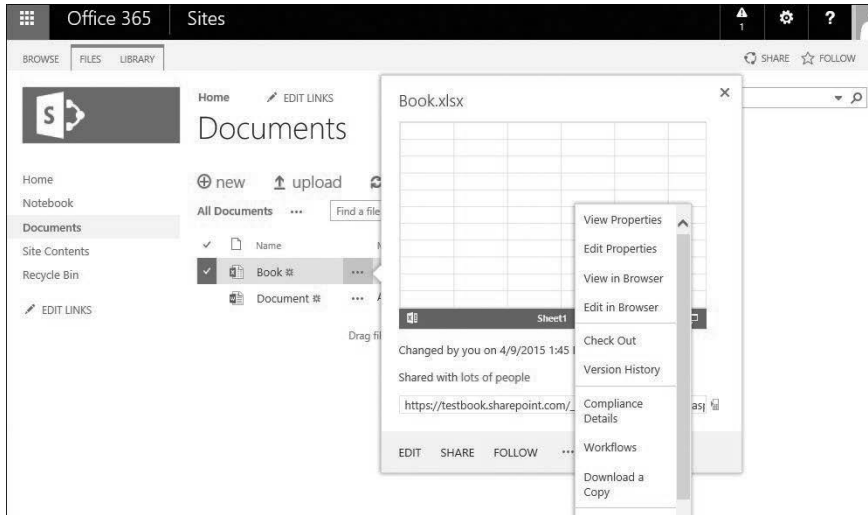 Office 365
Sites
1
?
BROWSE
FILES
LIBRARY
SHARE
FOLLOW
S
Home
EDIT LINKS
Documents
Home
Notebook
Documents
Site Contents
Recycle Bin
EDIT LINKS
new
upload
All Documents
Find a file
Name
Book
Document
Drag
Book.xlsx
Sheet1
Changed by you on 4/9/2015 1:45
Shared with lots of people
https://testbook.sharepoint.com/_
EDIT
SHARE
FOLLOW
View Properties
Edit Properties
View in Browser
Edit in Browser
Check Out
Version History
Compliance
Details
Workflows
Download a
Copy